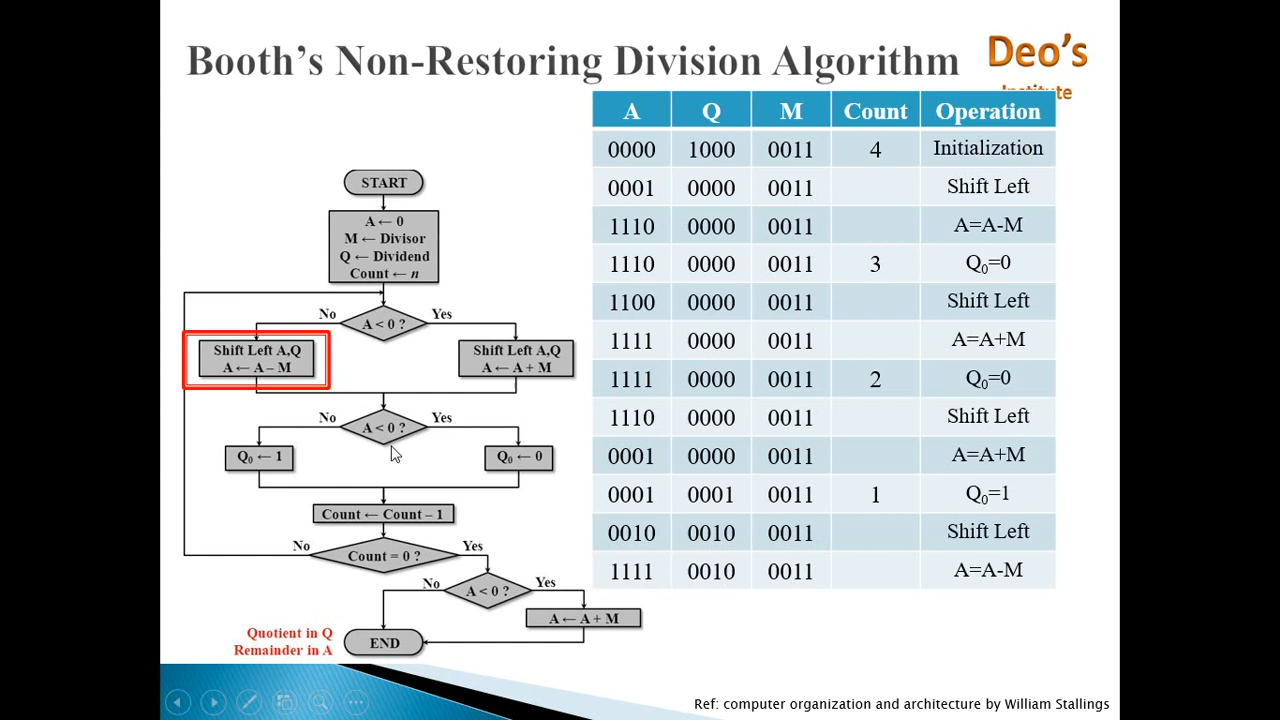 Booth's Non-Restoring Division Algorithm
Deo's
Institute
START
A ← 0
M ← Divisor
Q ← Dividend
Count ← n
No
A < 0 ?
Yes
Shift Left A,Q
A ← A – M
Shift Left A,Q
A ← A + M
No
A < 0 ?
Yes
Q₀ ← 1
Q₀ ← 0
Count ← Count – 1
No
Count = 0 ?
Yes
No
A < 0 ?
Yes
A ← A + M
Quotient in Q
Remainder in A
END
A Q M Count Operation
0000 1000 0011 4 Initialization
0001 0000 0011 Shift Left
1110 0000 0011 A=A-M
1110 0000 0011 3 Q₀=0
1100 0000 0011 Shift Left
1111 0000 0011 A=A+M
1111 0000 0011 2 Q₀=0
1110 0000 0011 Shift Left
0001 0000 0011 A=A+M
0001 0001 0011 1 Q₀=1
0010 0010 0011 Shift Left
1111 0010 0011 A=A-M
Ref: computer organization and architecture by William Stallings